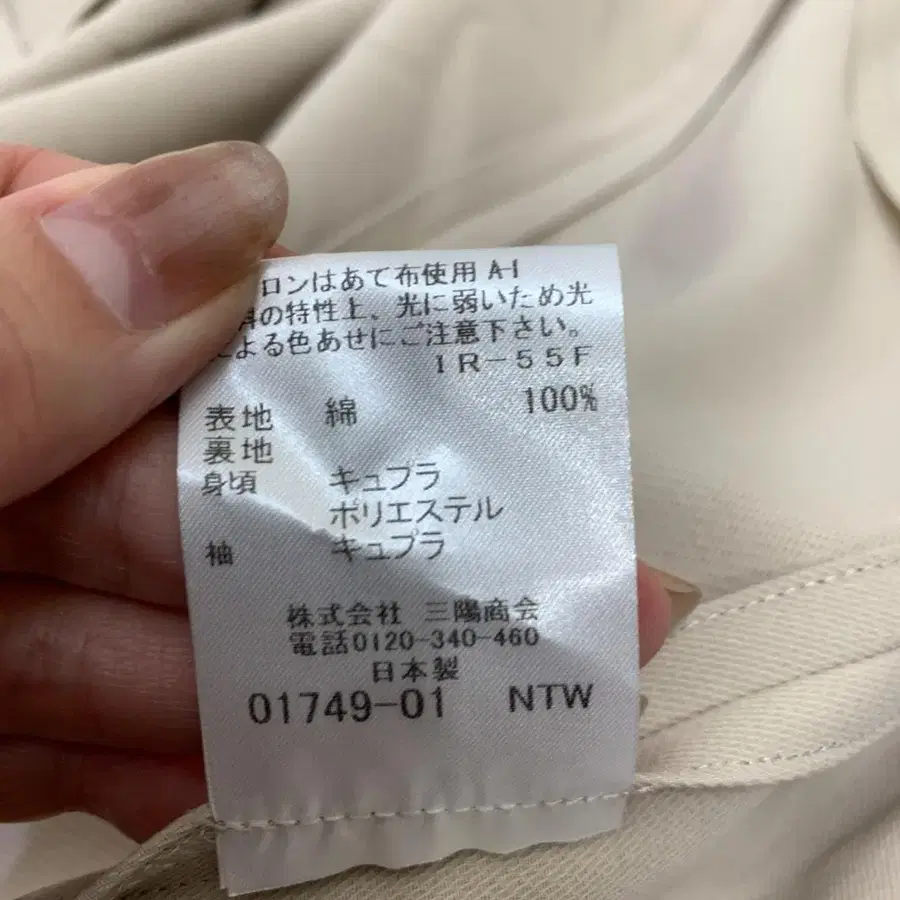 ロンはあて布使用 A-I
の特性上、光に弱いため光
よる色あせにご注意下さい。
IR-55F
表地 綿 100%
裏地
身頃 キュプラ
ポリエステル
袖 キュプラ
株式会社 三陽商会
電話0120-340-460
日本製
01749-01 NTW